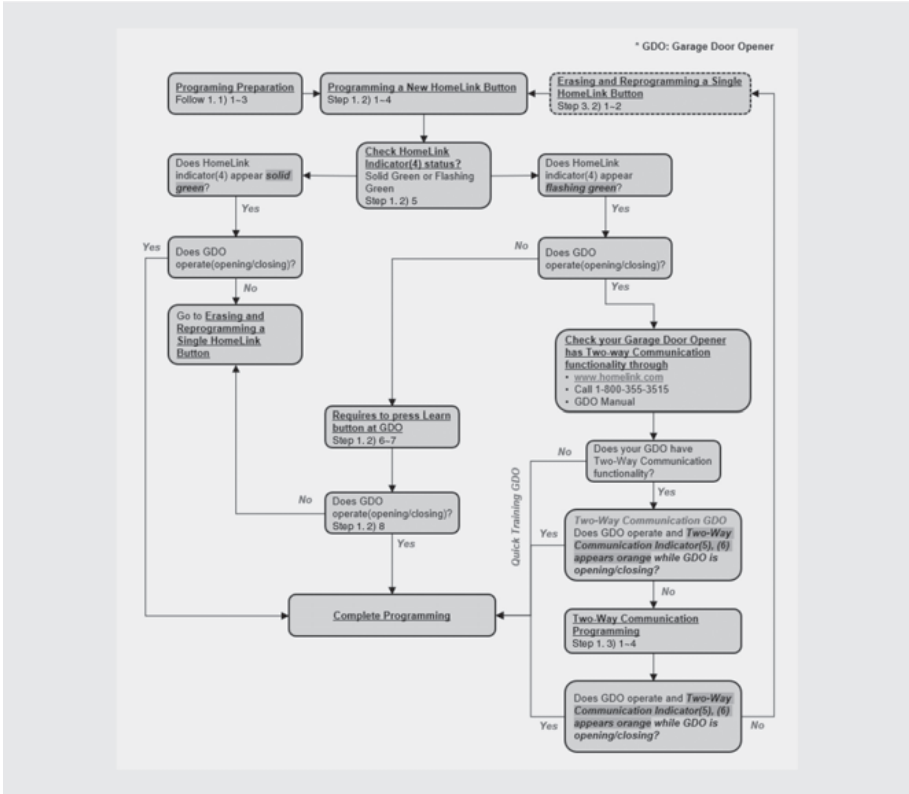 * GDO: Garage Door Opener
Programing Preparation
Follow 1. 1) 1~3
Programming a New HomeLink Button
Step 1. 2) 1~4
Erasing and Reprogramming a Single
HomeLink Button
Step 3. 2) 1~2
Does HomeLink
indicator(4) appear solid
green?
Check HomeLink
Indicator(4) status?
Solid Green or Flashing
Green
Step 1. 2) 5
Does HomeLink
indicator(4) appear
flashing green?
Yes
Yes
Yes
Does GDO
operate(opening/closing)?
No
Does GDO
operate(opening/closing)?
No
Yes
Go to Erasing and
Reprogramming a
Single HomeLink
Button
Check your Garage Door Opener
has Two-way Communication
functionality through
• www.homelink.com
• Call 1-800-355-3515
• GDO Manual
Requires to press Learn
button at GDO
Step 1. 2) 6~7
No
Does your GDO have
Two-Way Communication
functionality?
Quick Training GDO
Yes
No
Does GDO
operate(opening/closing)?
Step 1. 2) 8
Yes
Yes
Two-Way Communication GDO
Does GDO operate and Two-Way
Communication Indicator(5), (6)
appears orange while GDO is
opening/closing?
No
Complete Programming
Two-Way Communication
Programming
Step 1. 3) 1~4
Does GDO operate and Two-Way
Communication Indicator(5), (6)
appears orange while GDO is
opening/closing?
Yes
No